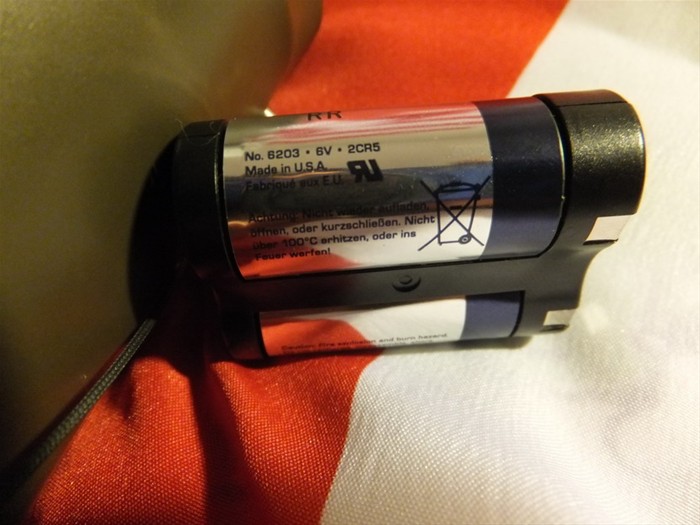 RR
No. 6203 • 6V • 2CR5
Made in U.S.A.
Fabriqué aux E.U.
Achtung: Nicht wieder aufladen,
öffnen, oder kurzschließen. Nicht
über 100°C erhitzen, oder ins
Feuer werfen!
Caution, Fire explosion and burn hazard